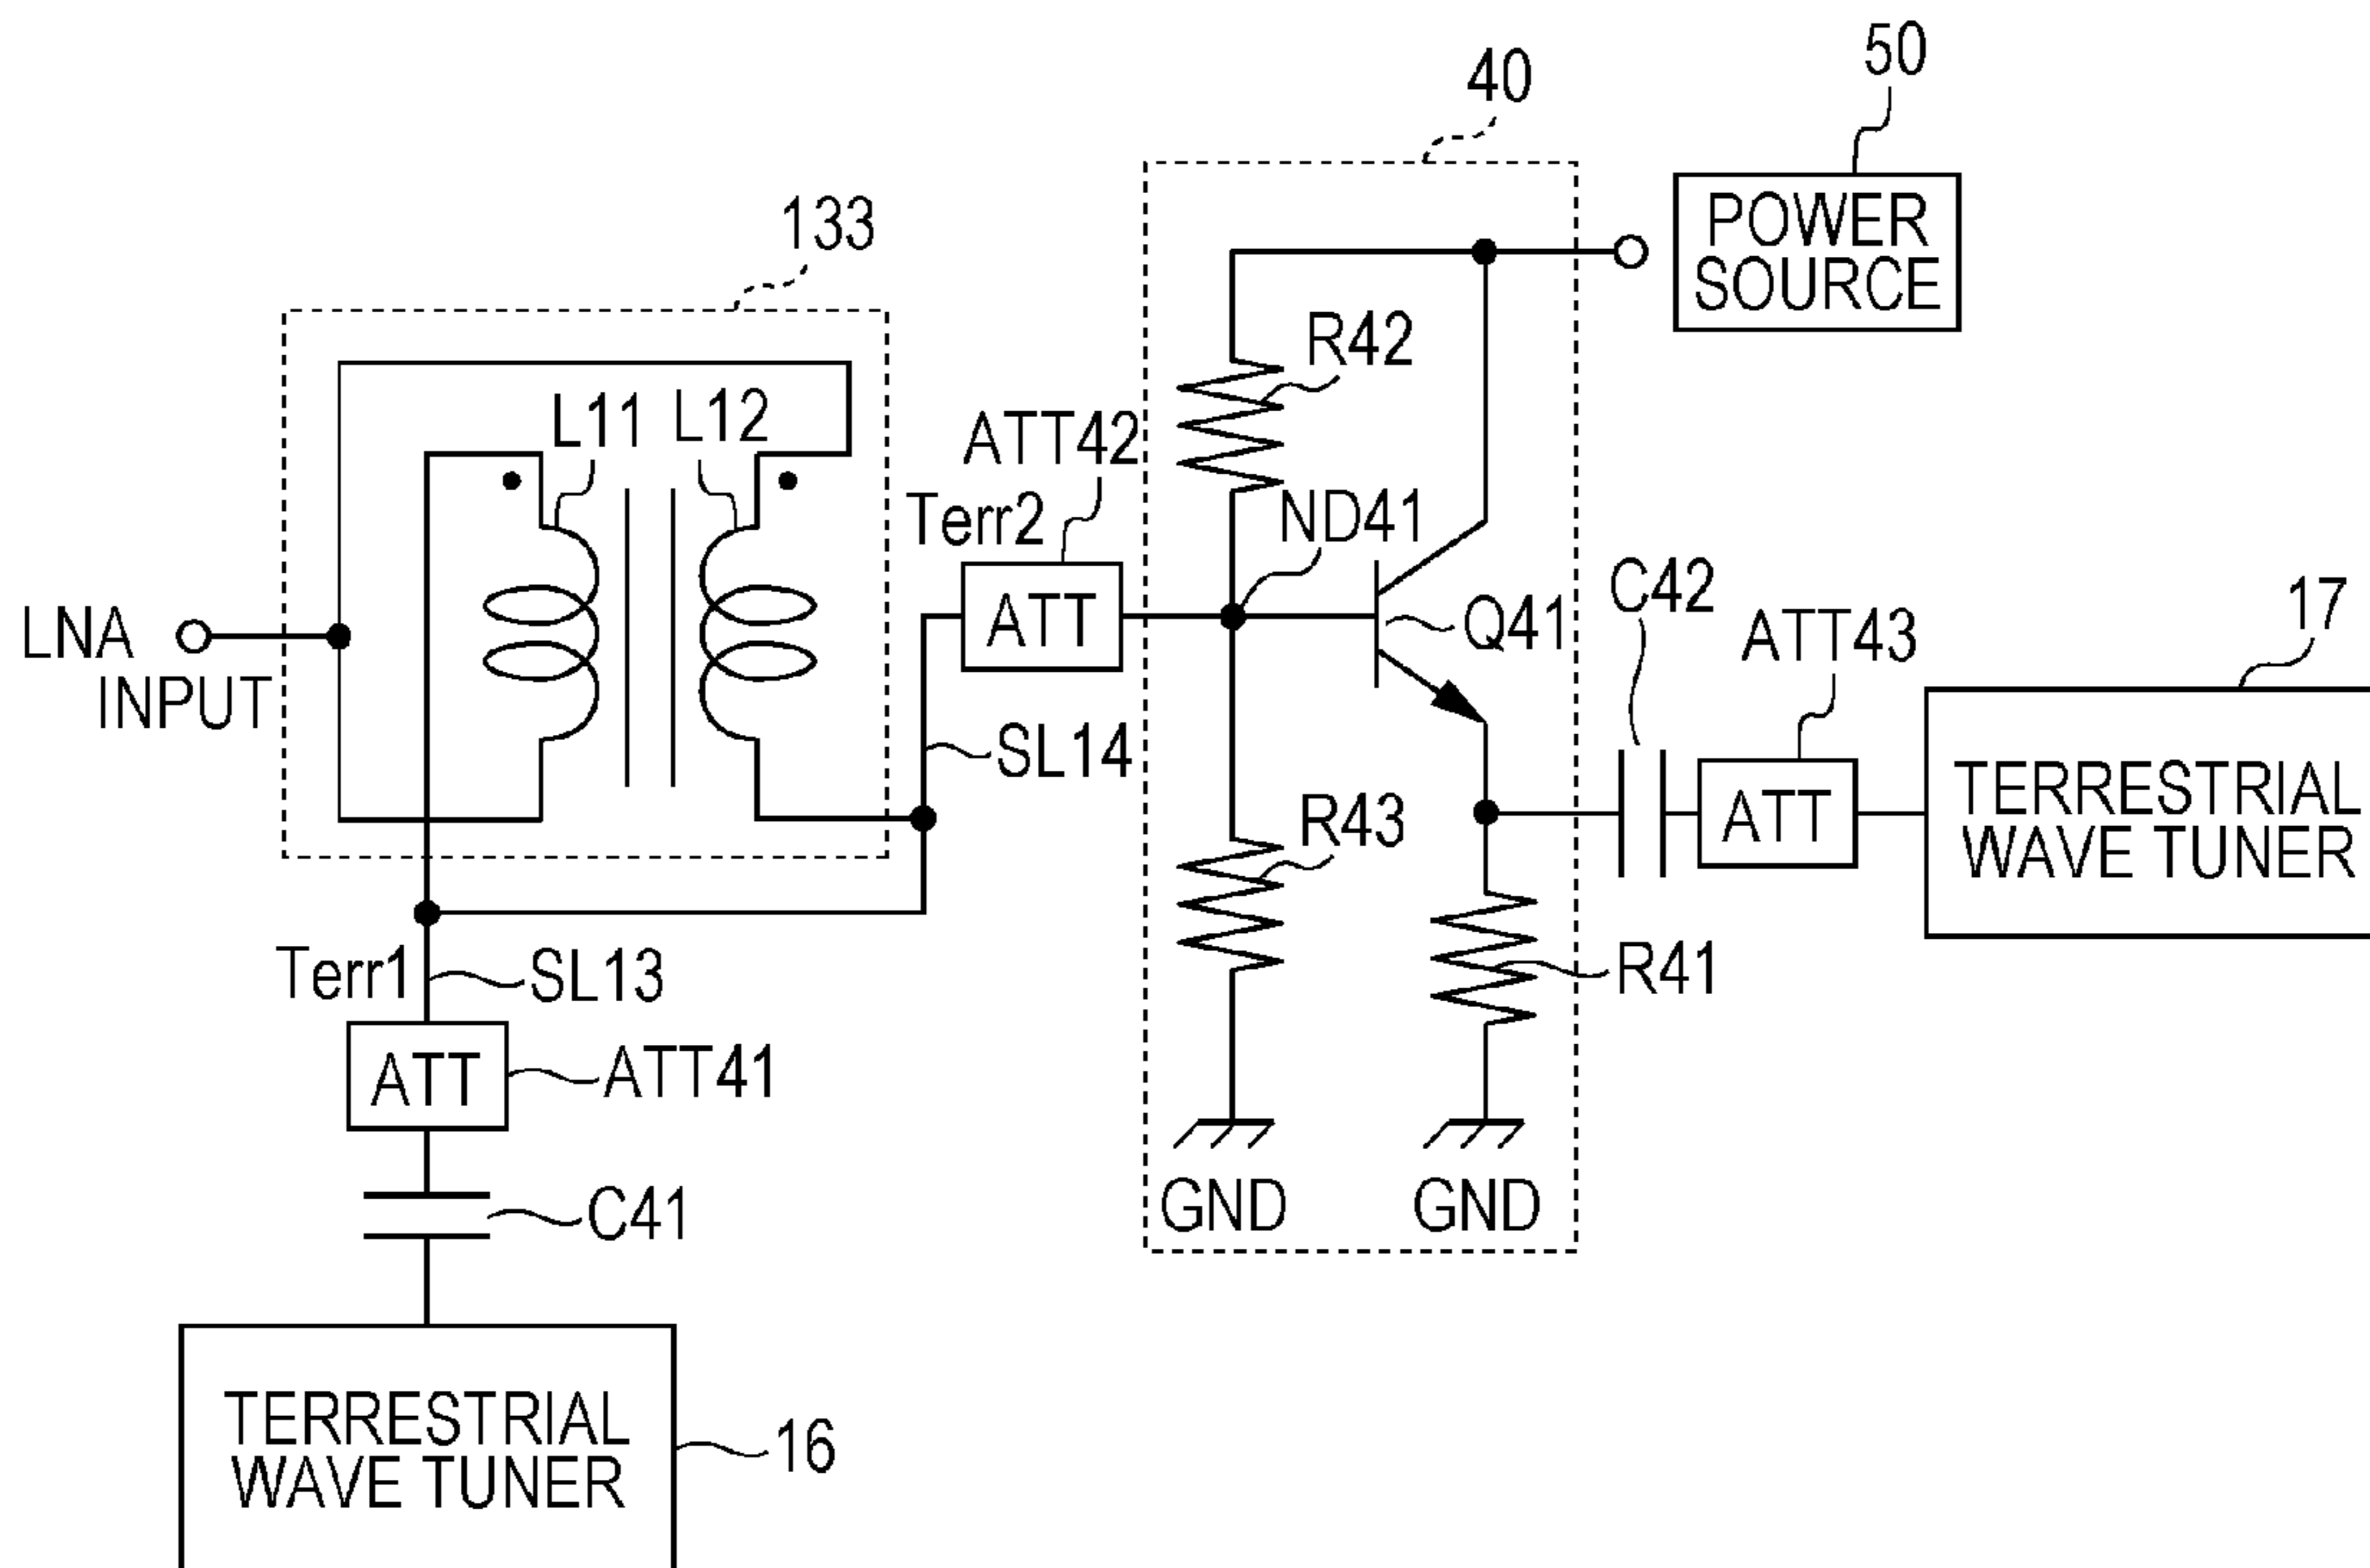 50
40
POWER
SOURCE
133
R42
L11
L12
ATT42
Terr2
ND41
LNA
INPUT
ATT
Q41
C42
ATT43
17
SL14
R43
ATT
TERRESTRIAL
WAVE TUNER
R41
Terr1
SL13
ATT
ATT41
GND
GND
C41
TERRESTRIAL
WAVE TUNER
16